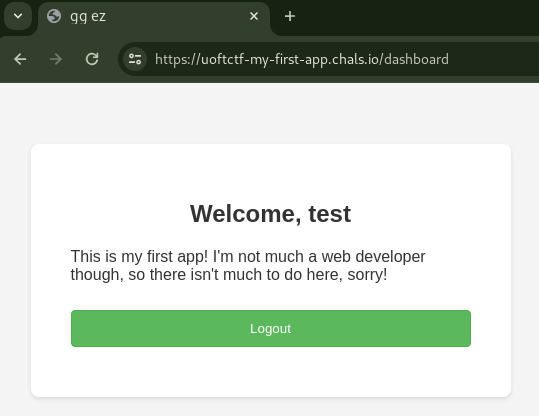 gg ez
https://uoftctf-my-first-app.chals.io/dashboard
Welcome, test
This is my first app! I'm not much a web developer
though, so there isn't much to do here, sorry!
Logout